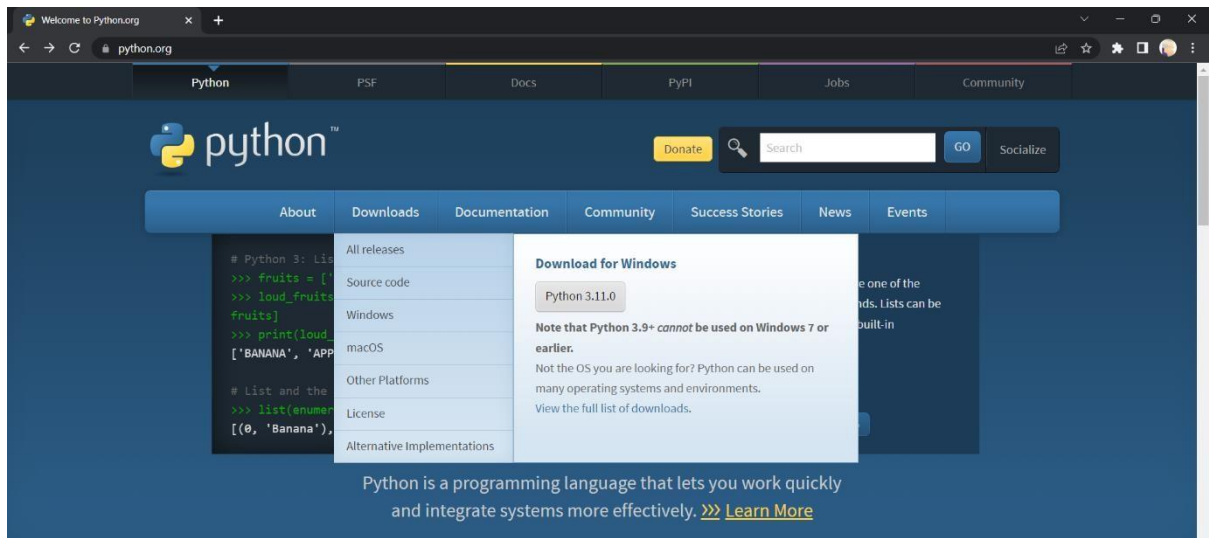 Welcome to Python.org
python.org
Python PSF Docs PyPI Jobs Community
python™
Donate Search GO Socialize
About Downloads Documentation Community Success Stories News Events
All releases
Source code
Windows
macOS
Other Platforms
License
Alternative Implementations
Download for Windows
Python 3.11.0
Note that Python 3.9+ cannot be used on Windows 7 or
earlier.
Not the OS you are looking for? Python can be used on
many operating systems and environments.
View the full list of downloads.
# Python 3: Lis
>>> fruits = ['
>>> loud_fruits
fruits]
>>> print(loud_
['BANANA', 'APP
# List and the
>>> list(enumer
[(0, 'Banana'),
e one of the
ds. Lists can be
built-in
Python is a programming language that lets you work quickly
and integrate systems more effectively. >>> Learn More